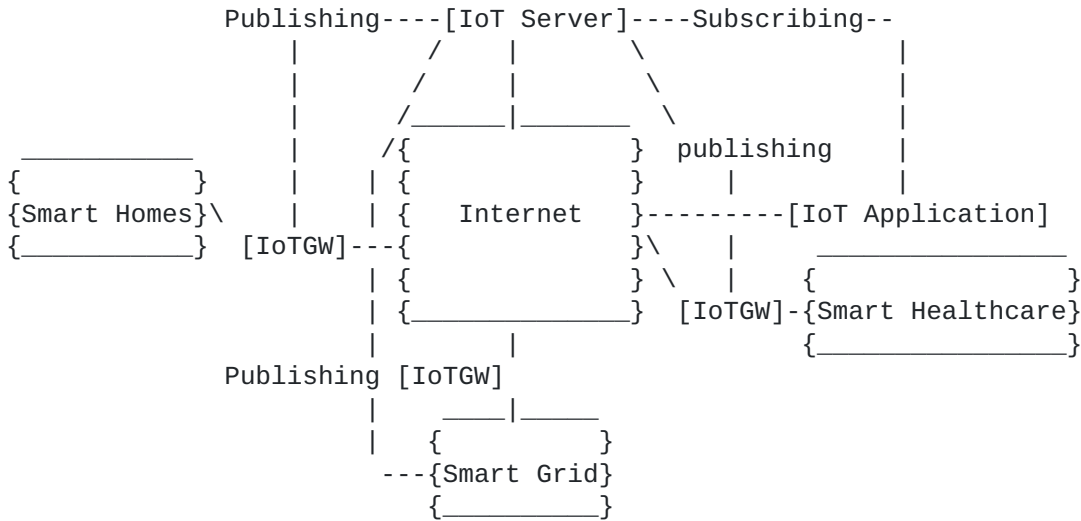 Publishing----[IoT Server]----Subscribing--
publishing
Smart Homes
Internet
[IoT Application]
[IoTGW]
[IoTGW]
Smart Healthcare
Publishing [IoTGW]
Smart Grid